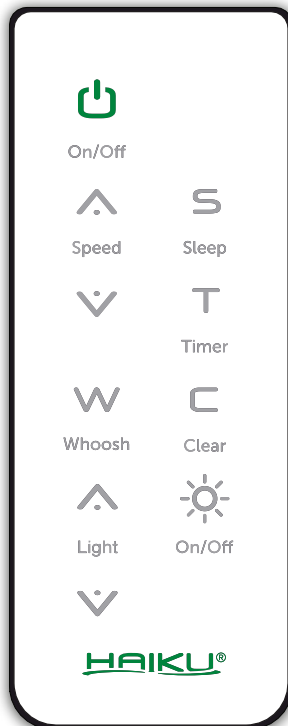 On/Off
S
Speed Sleep
T
Timer
W C
Whoosh Clear
Light On/Off
HAIKU®